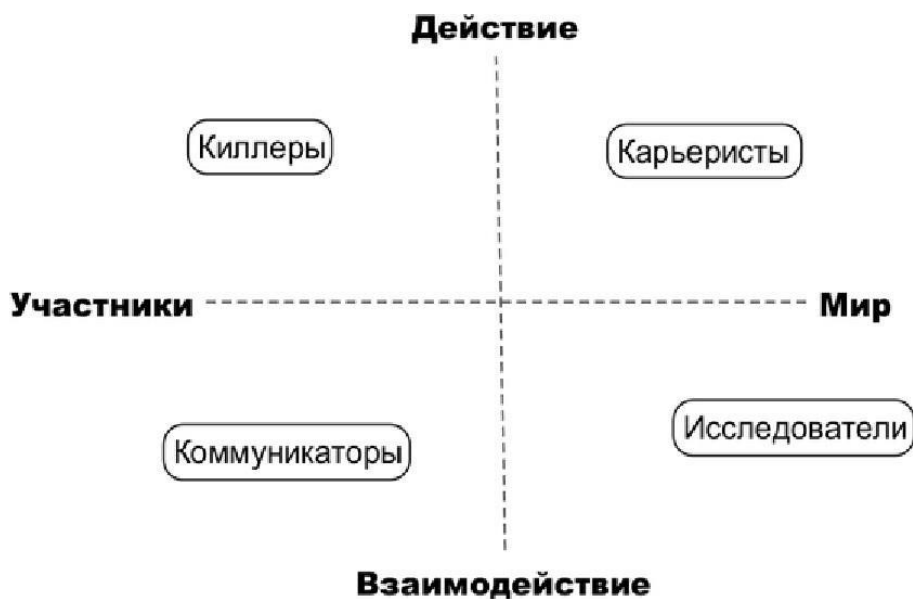 Действие
Киллеры
Карьеристы
Участники
Мир
Исследователи
Коммуникаторы
Взаимодействие